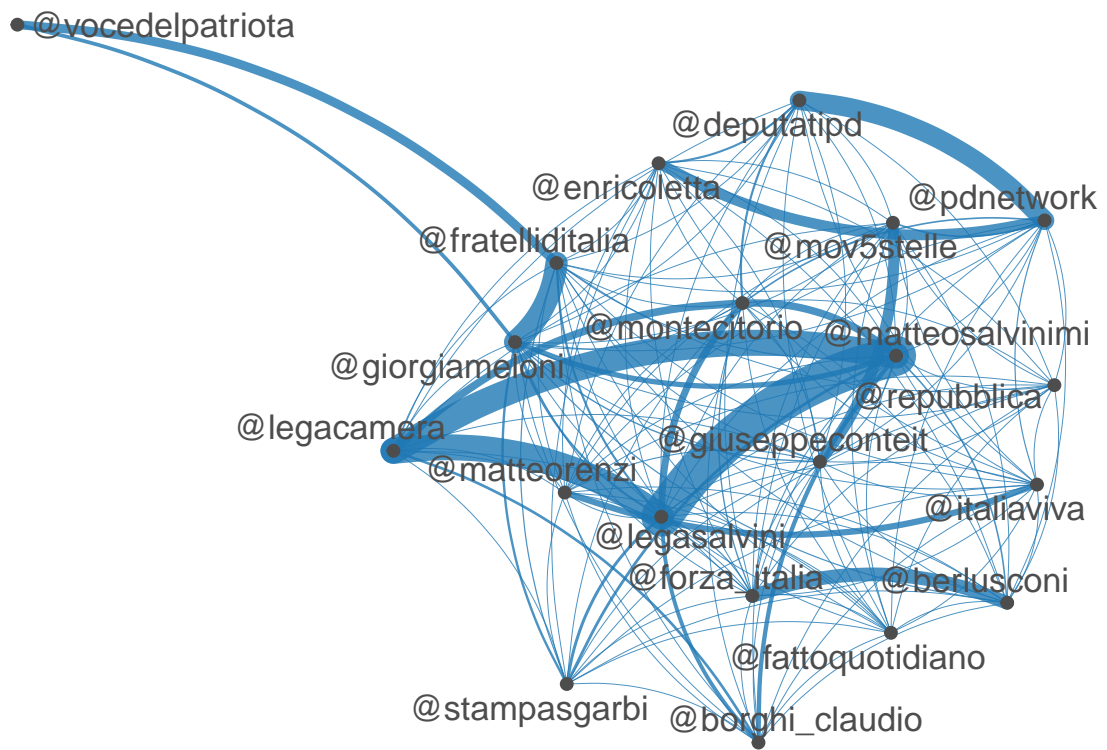 @vocedelpatriota
@deputatipd
@enricoletta
@pdnetwork
@fratelliditalia
@mov5stelle
@montecitorio
@matteosalvinimi
@giorgiameloni
@repubblica
@legacamera
@giuseppeconteit
@matteorenzi
@italiaviva
@legasalvini
@forza_italia
@berlusconi
@fattoquotidiano
@stampasgarbi
@borghi_claudio